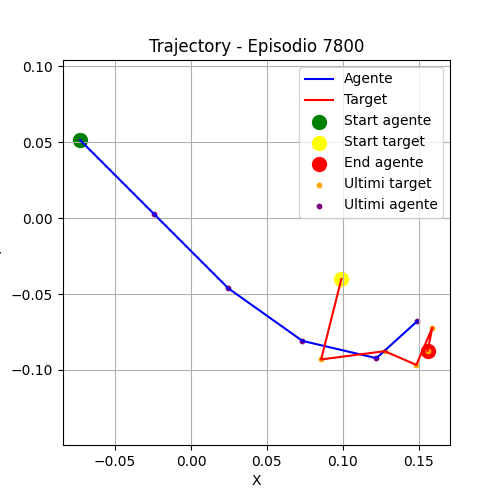 Trajectory - Episodio 7800
0.10
0.05
0.00
−0.05
−0.10
Agente
Target
Start agente
Start target
End agente
Ultimi target
Ultimi agente
−0.05
0.00
0.05
0.10
0.15
X